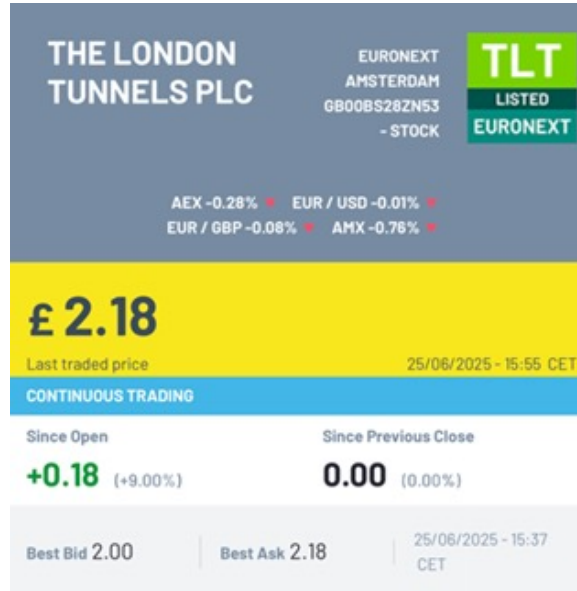 THE LONDON
TUNNELS PLC
EURONEXT
AMSTERDAM
GB00BS28ZN53
- STOCK
TLT
LISTED
EURONEXT
AEX -0.28% EUR / USD -0.01%
EUR / GBP -0.08% AMX -0.76%
£ 2.18
Last traded price 25/06/2025 - 15:55 CET
CONTINUOUS TRADING
Since Open Since Previous Close
+0.18 (+9.00%) 0.00 (0.00%)
Best Bid 2.00 Best Ask 2.18 25/06/2025 - 15:37
CET